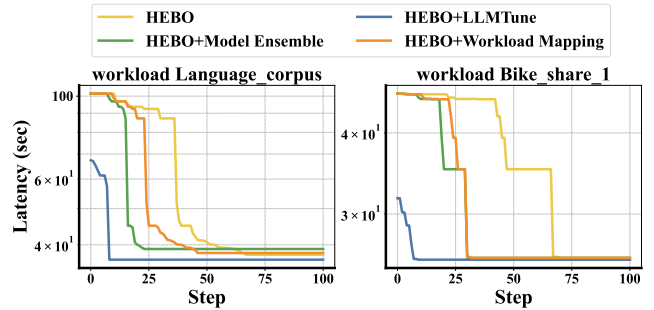 HEBO
HEBO+LLMTune
HEBO+Model Ensemble
HEBO+Workload Mapping
workload Language_corpus
workload Bike_share_1
Latency (sec)
100
6 × 10¹
4 × 10¹
0 25 50 75 100
Step
4 × 10¹
3 × 10¹
0 25 50 75 100
Step